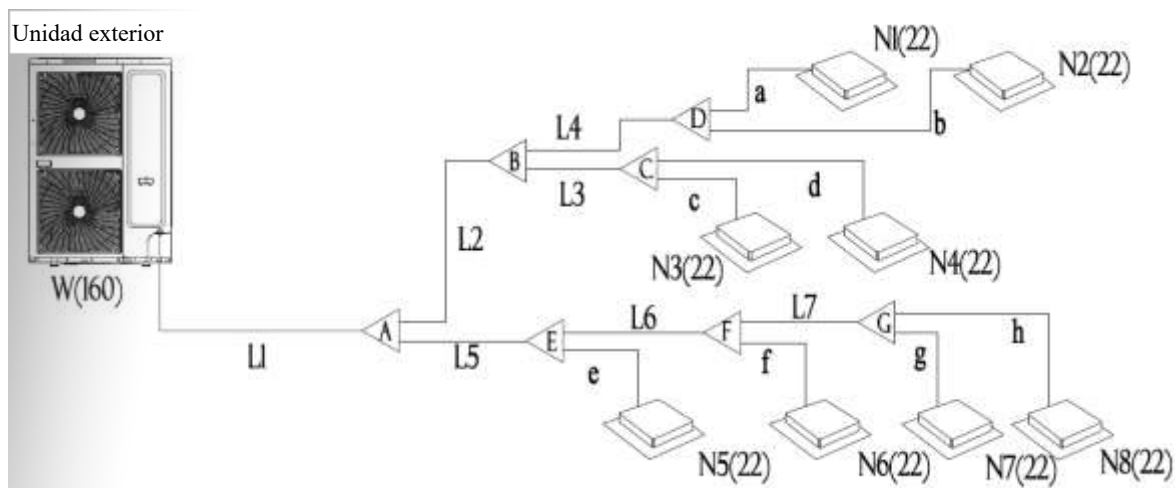 Unidad exterior
W(160)
N1(22)
N2(22)
a
b
D
L4
B
L3
C
d
c
L2
N3(22)
N4(22)
A
L1
L5
E
L6
F
L7
G
h
e
f
g
N5(22)
N6(22)
N7(22)
N8(22)